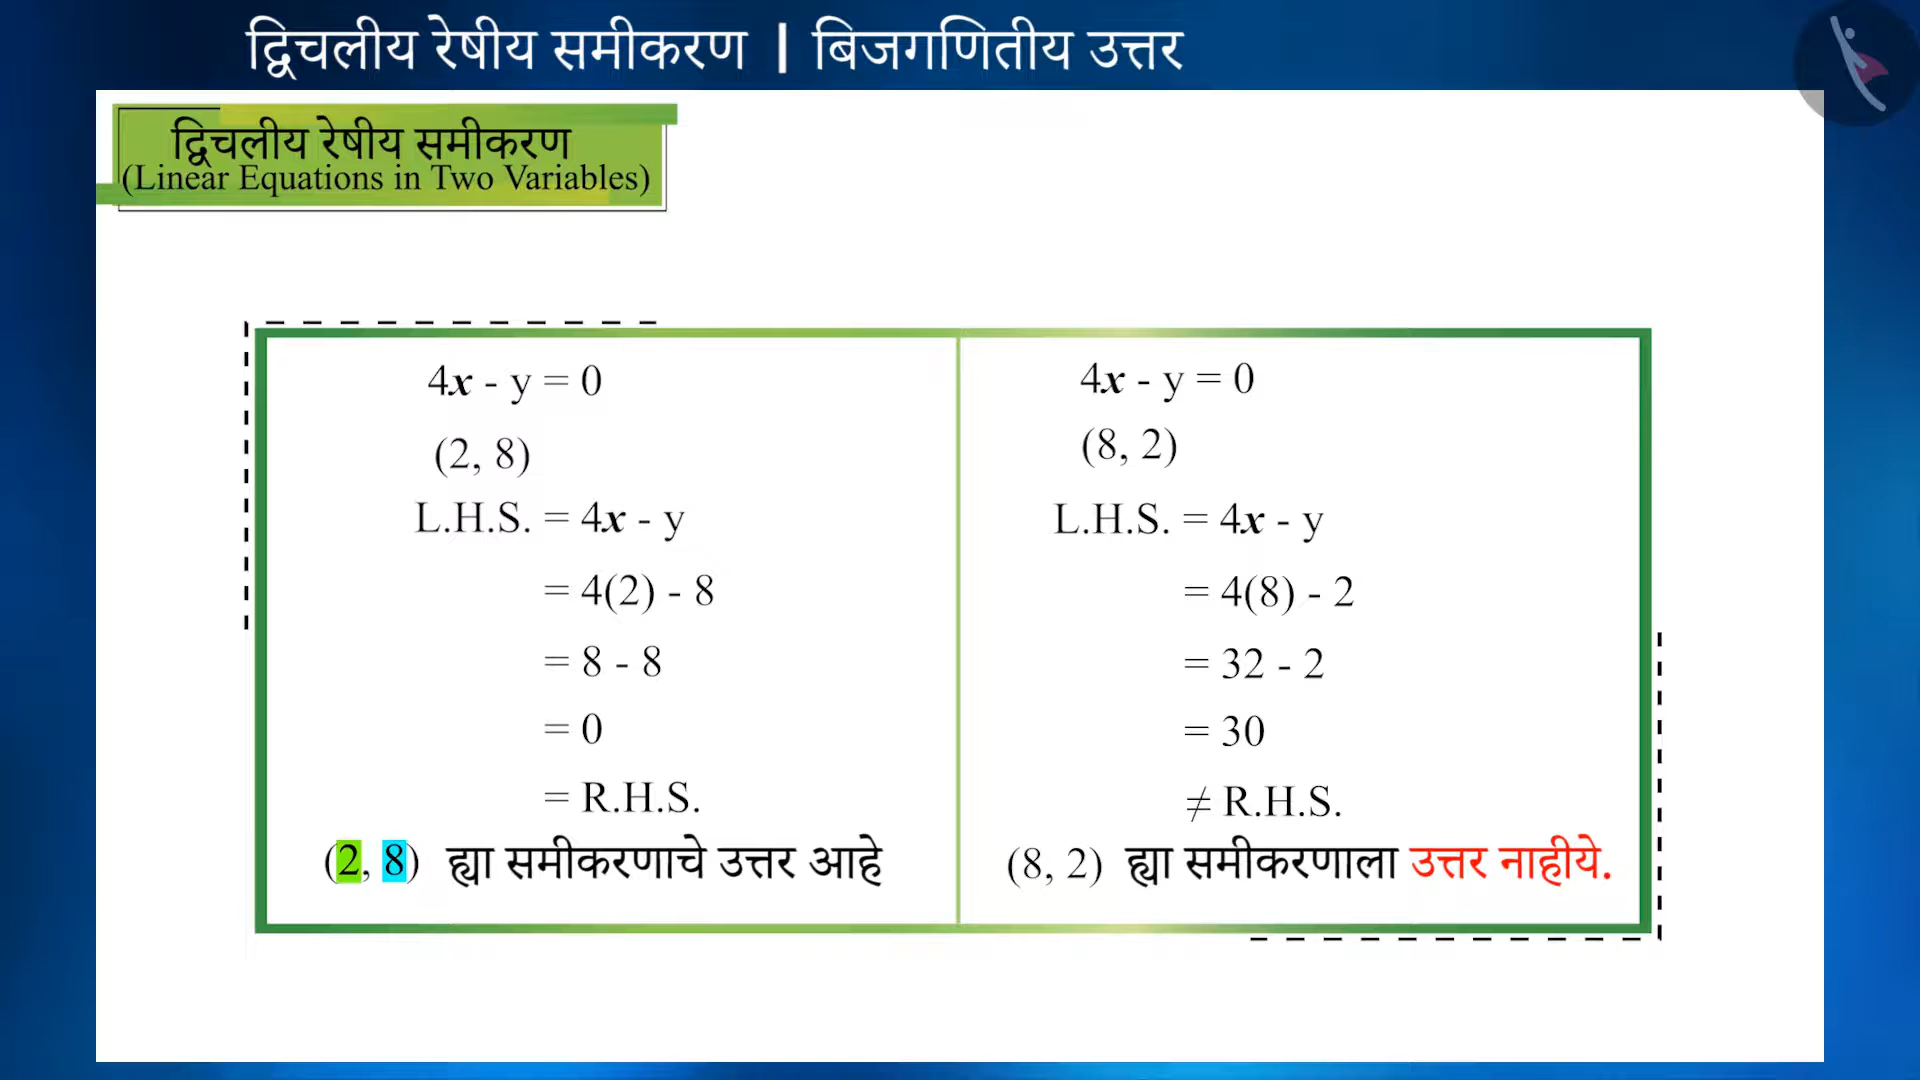 द्विचलीय रेषीय समीकरण | बिजगणितीय उत्तर
द्विचलीय रेषीय समीकरण
(Linear Equations in Two Variables)
4x - y = 0
(2, 8)
L.H.S. = 4x - y
= 4(2) - 8
= 8 - 8
= 0
= R.H.S.
(2, 8) ह्या समीकरणाचे उत्तर आहे
4x - y = 0
(8, 2)
L.H.S. = 4x - y
= 4(8) - 2
= 32 - 2
= 30
≠ R.H.S.
(8, 2) ह्या समीकरणाला उत्तर नाहीये.